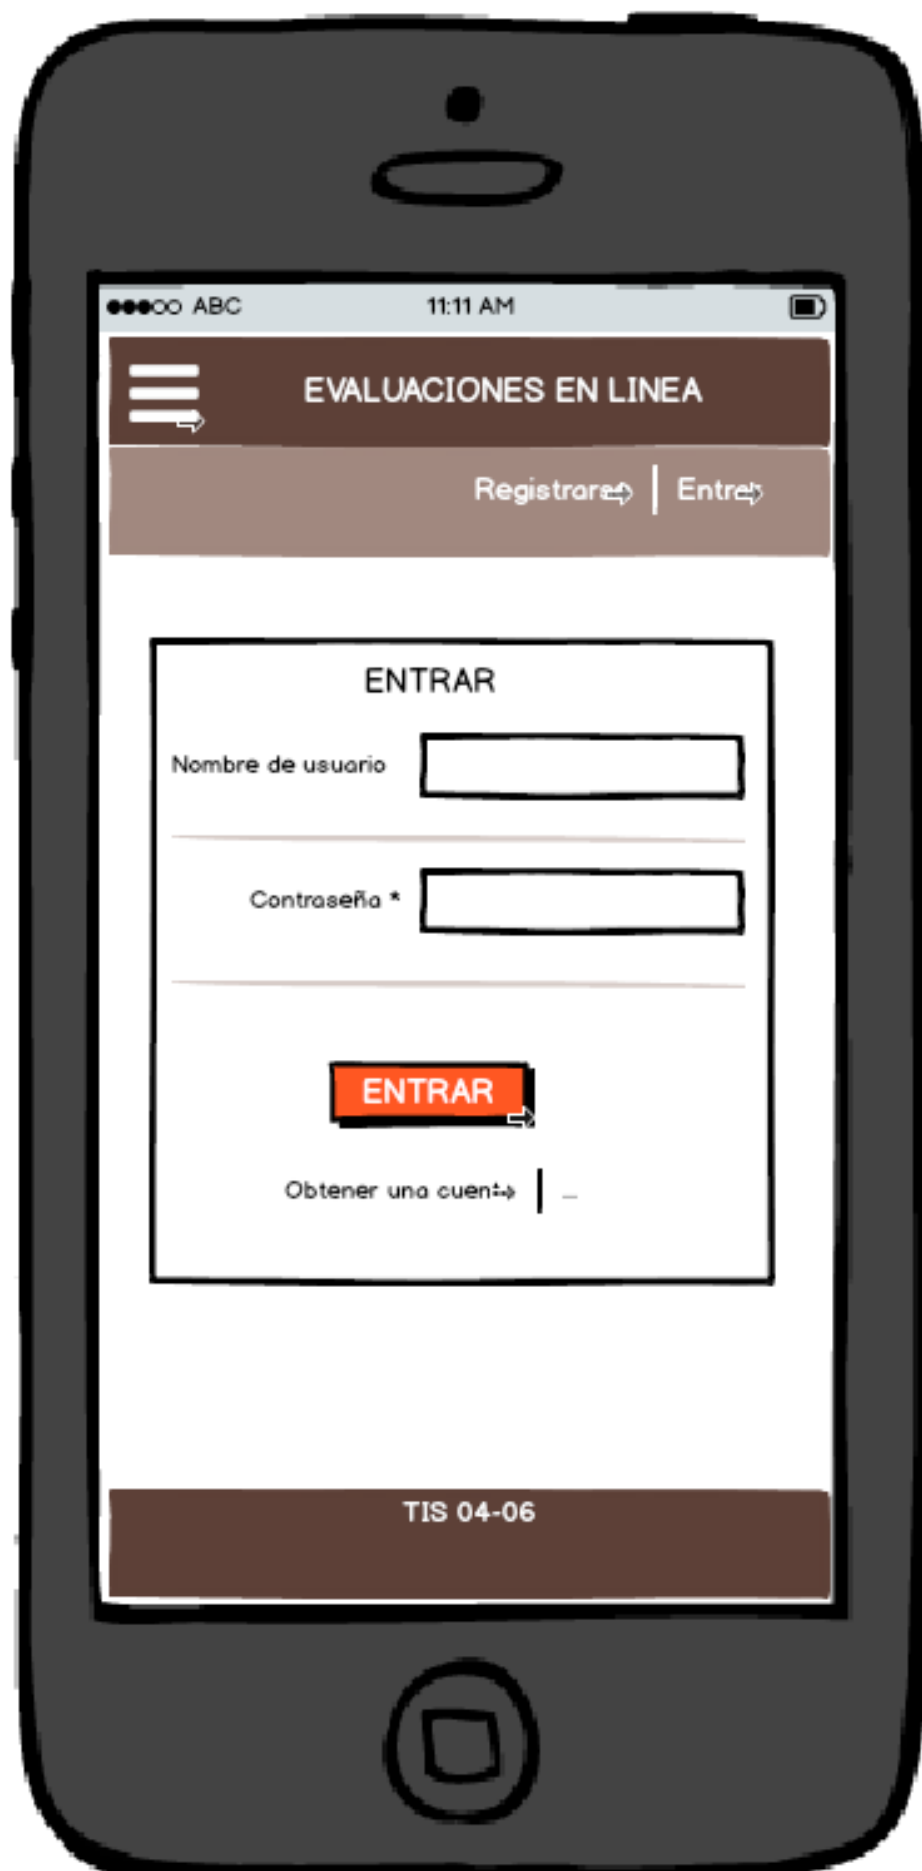 ABC 11:11 AM
EVALUACIONES EN LINEA
Registrarse | Entrar
ENTRAR
Nombre de usuario
Contraseña *
ENTRAR
Obtener una cuenta | ...
TIS 04-06